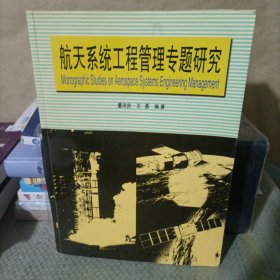 航天系统工程管理专题研究
Monographic Studies on Aerospace Systems Engineering Management
王 编著